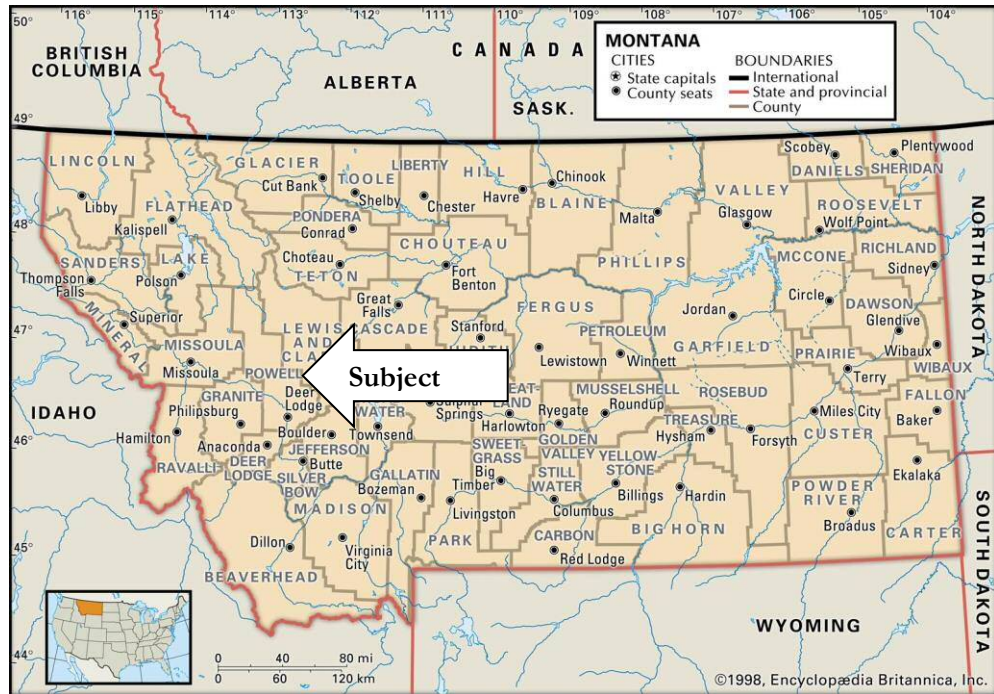 116°
115°
114°
113°
112°
111°
110°
109°
108°
107°
106°
105°
104°
50°
BRITISH
COLUMBIA
ALBERTA
CANADA
SASK.
MONTANA
CITIES
State capitals
County seats
BOUNDARIES
International
State and provincial
County
49°
48°
47°
46°
45°
44°
LINCOLN
Libby
FLATHEAD
Kalispell
GLACIER
Cut Bank
TOOLE
Shelby
LIBERTY
Chester
HILL
Havre
Chinook
BLAINE
PHILLIPS
Malta
VALLEY
Glasgow
Scobey
DANIELS
Plentywood
SHERIDAN
ROOSEVELT
Wolf Point
RICHLAND
Sidney
MCCONE
Circle
DAWSON
Glendive
Wibaux
WIBAUX
PRAIRIE
Terry
FALLON
Baker
PONDERA
Conrad
Choteau
TETON
CHOUTEAU
Fort
Benton
SANDERS
Thompson
Falls
LAKE
Polson
MINERAL
Superior
MISSOULA
Missoula
Great
Falls
LEWIS
AND
CASCADE
Stanford
FERGUS
Lewistown
PETROLEUM
Winnett
Jordan
GARFIELD
POWELL
Subject
Deer
Lodge
GRANITE
Philipsburg
Hamilton
RAVALLI
Anaconda
DEER
LODGE
Boulder
JEFFERSON
Butte
SILVER
BOW
WATER
Townsend
Springs
Harlowton
LAND
Ryegate
GOLDEN
VALLEY
MUSSELSHELL
Roundup
ROSEBUD
TREASURE
Hysham
Forsyth
Miles City
CUSTER
Ekalaka
CARTER
POWDER
RIVER
Broadus
GALLATIN
Bozeman
MADISON
Virginia
City
Dillon
BEAVERHEAD
PARK
Livingston
SWEET-
GRASS
Big
Timber
STILL
WATER
Columbus
YELLOW-
STONE
Billings
CARBON
Red Lodge
BIG HORN
Hardin
IDAHO
NORTH DAKOTA
SOUTH DAKOTA
WYOMING
0 40 80 mi
0 60 120 km
©1998, Encyclopædia Britannica, Inc.